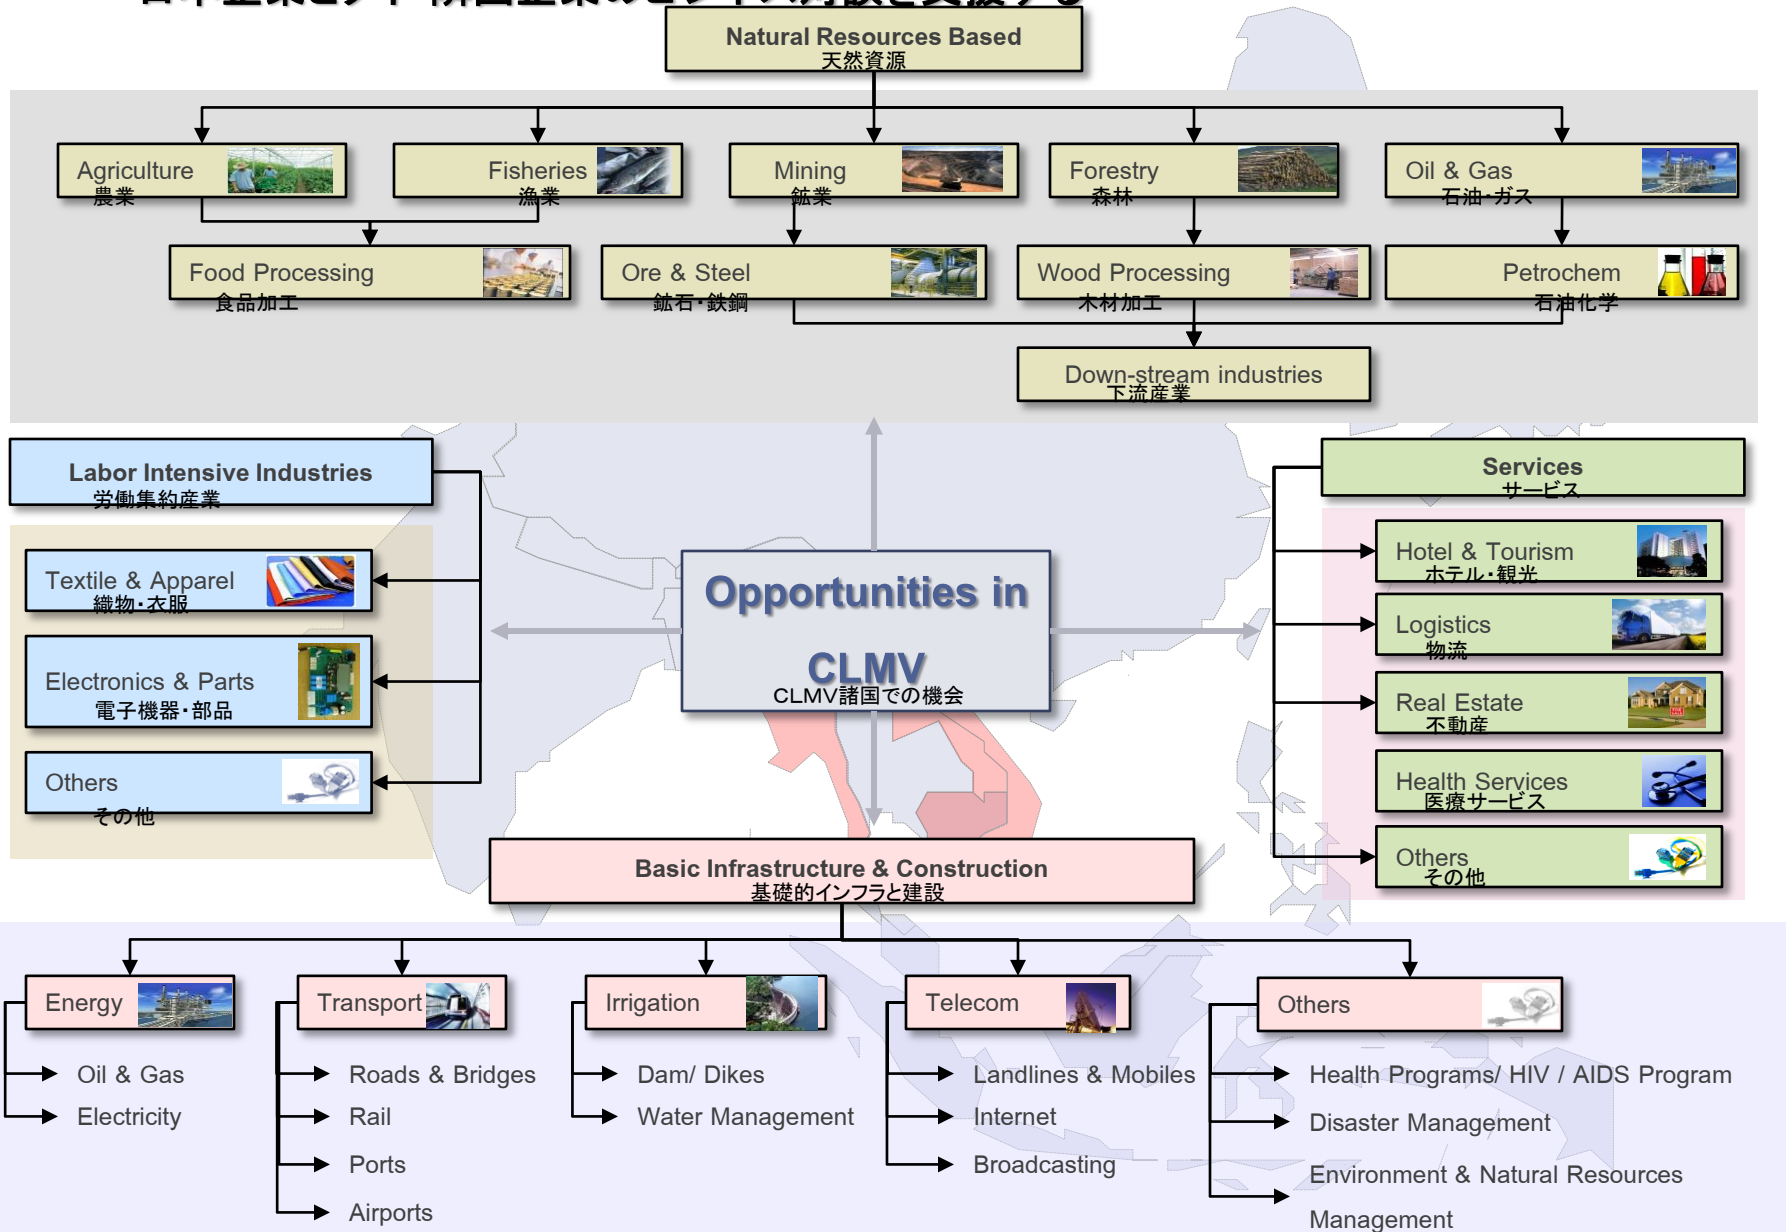 Natural Resources Based
天然資源
Agriculture
農業
Fisheries
漁業
Mining
鉱業
Forestry
森林
Oil & Gas
石油・ガス
Food Processing
食品加工
Ore & Steel
鉱石・鉄鋼
Wood Processing
木材加工
Petrochem
石油化学
Down-stream industries
下流産業
Labor Intensive Industries
労働集約産業
Textile & Apparel
織物・衣服
Electronics & Parts
電子機器・部品
Others
その他
Opportunities in
CLMV
CLMV諸国での機会
Services
サービス
Hotel & Tourism
ホテル・観光
Logistics
物流
Real Estate
不動産
Health Services
医療サービス
Others
その他
Basic Infrastructure & Construction
基礎的インフラと建設
Energy
Oil & Gas
Electricity
Transport
Roads & Bridges
Rail
Ports
Airports
Irrigation
Dam/ Dikes
Water Management
Telecom
Landlines & Mobiles
Internet
Broadcasting
Others
Health Programs/ HIV / AIDS Program
Disaster Management
Environment & Natural Resources
Management